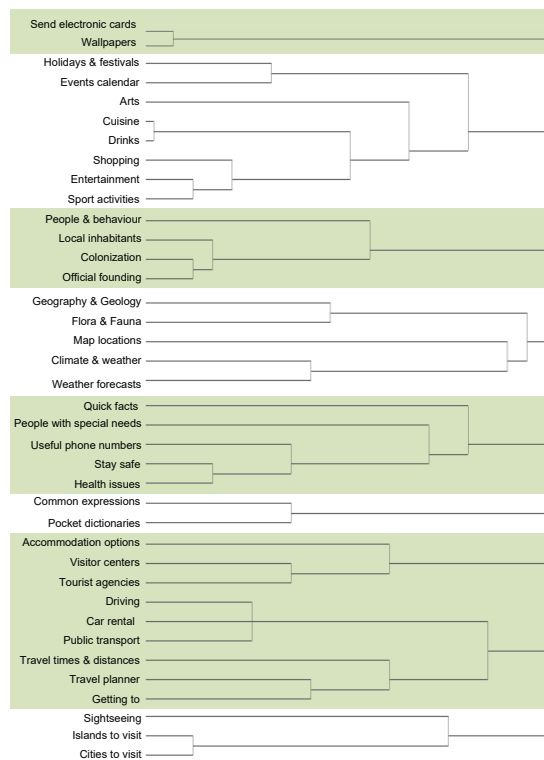 Send electronic cards
Wallpapers
Holidays & festivals
Events calendar
Arts
Cuisine
Drinks
Shopping
Entertainment
Sport activities
People & behaviour
Local inhabitants
Colonization
Official founding
Geography & Geology
Flora & Fauna
Map locations
Climate & weather
Weather forecasts
Quick facts
People with special needs
Useful phone numbers
Stay safe
Health issues
Common expressions
Pocket dictionaries
Accommodation options
Visitor centers
Tourist agencies
Driving
Car rental
Public transport
Travel times & distances
Travel planner
Getting to
Sightseeing
Islands to visit
Cities to visit